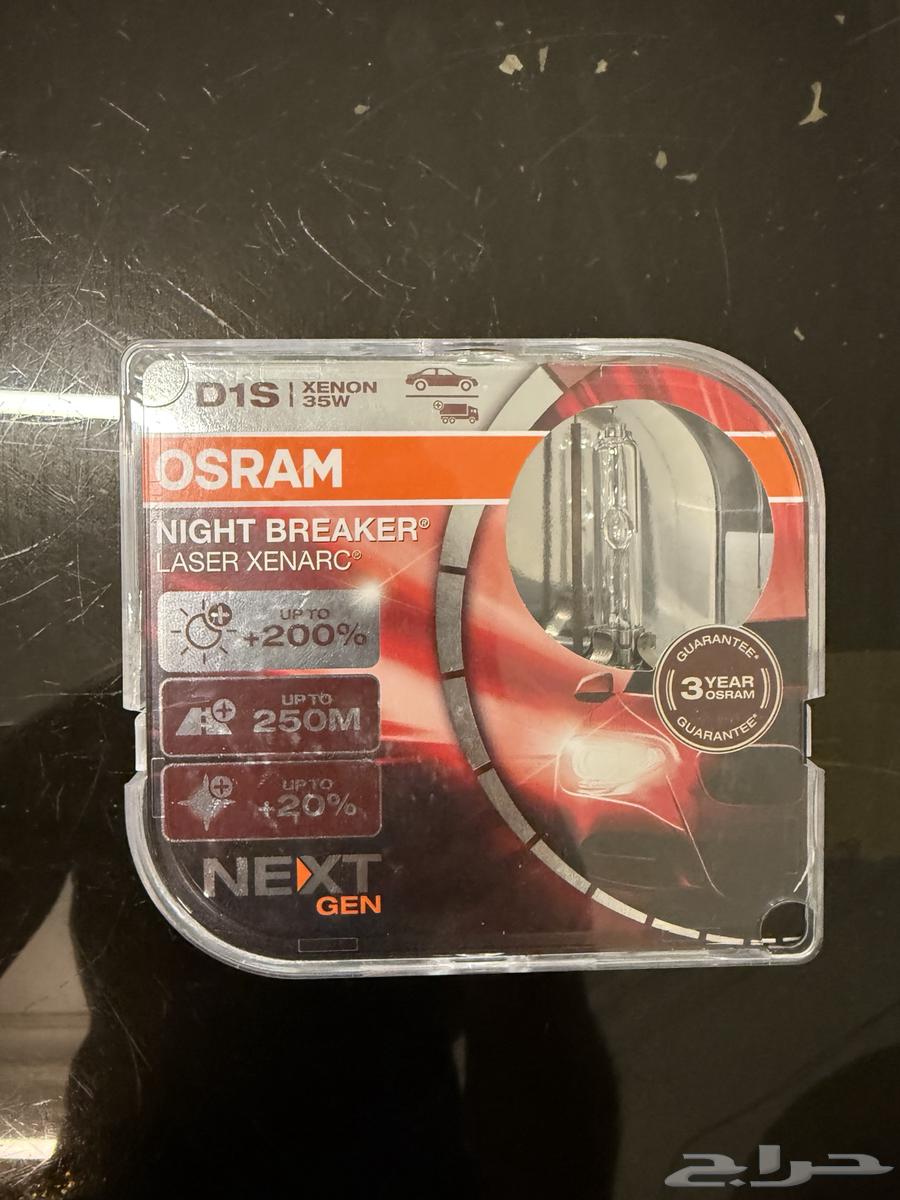 D1S | XENON 35W
OSRAM
NIGHT BREAKER®
LASER XENARC®
UP TO
+200%
UP TO
250M
UP TO
+20%
NEXT
GEN
GUARANTEE*
3 YEAR
OSRAM
GUARANTEE*
حراج